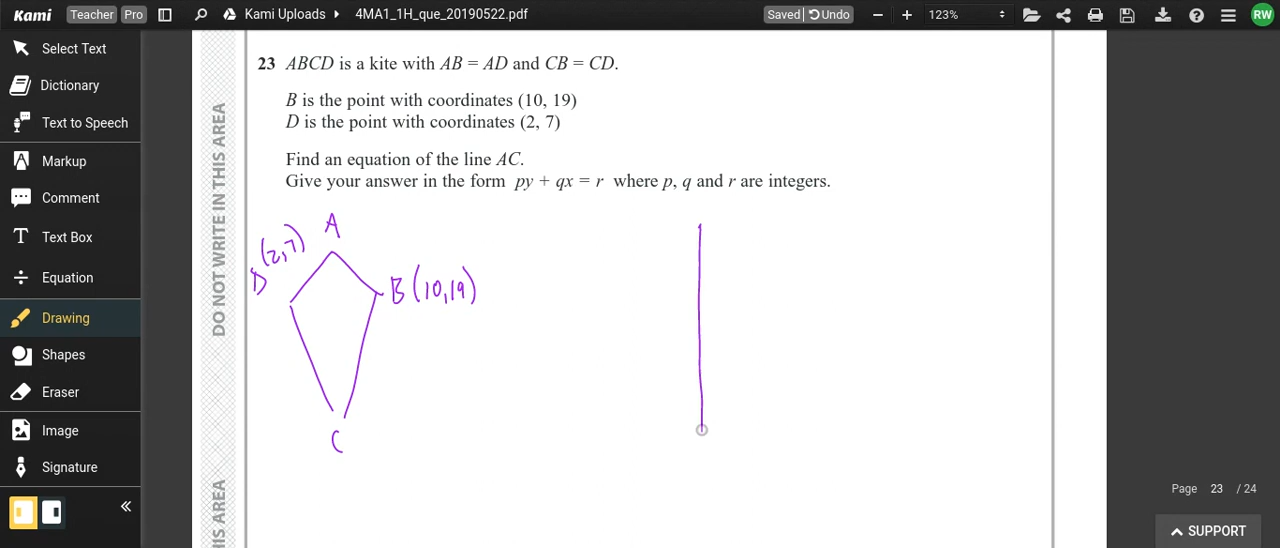 Kami Teacher Pro Kami Uploads 4MA1_1H_que_20190522.pdf Saved Undo 123% RW
Select Text
Dictionary
Text to Speech
Markup
Comment
Text Box
Equation
Drawing
Shapes
Eraser
Image
Signature
DO NOT WRITE IN THIS AREA
HIS AREA
23 ABCD is a kite with AB = AD and CB = CD.
B is the point with coordinates (10, 19)
D is the point with coordinates (2, 7)
Find an equation of the line AC.
Give your answer in the form py + qx = r where p, q and r are integers.
A
(2,7)
D
B (10,19)
C
Page 23 / 24
SUPPORT